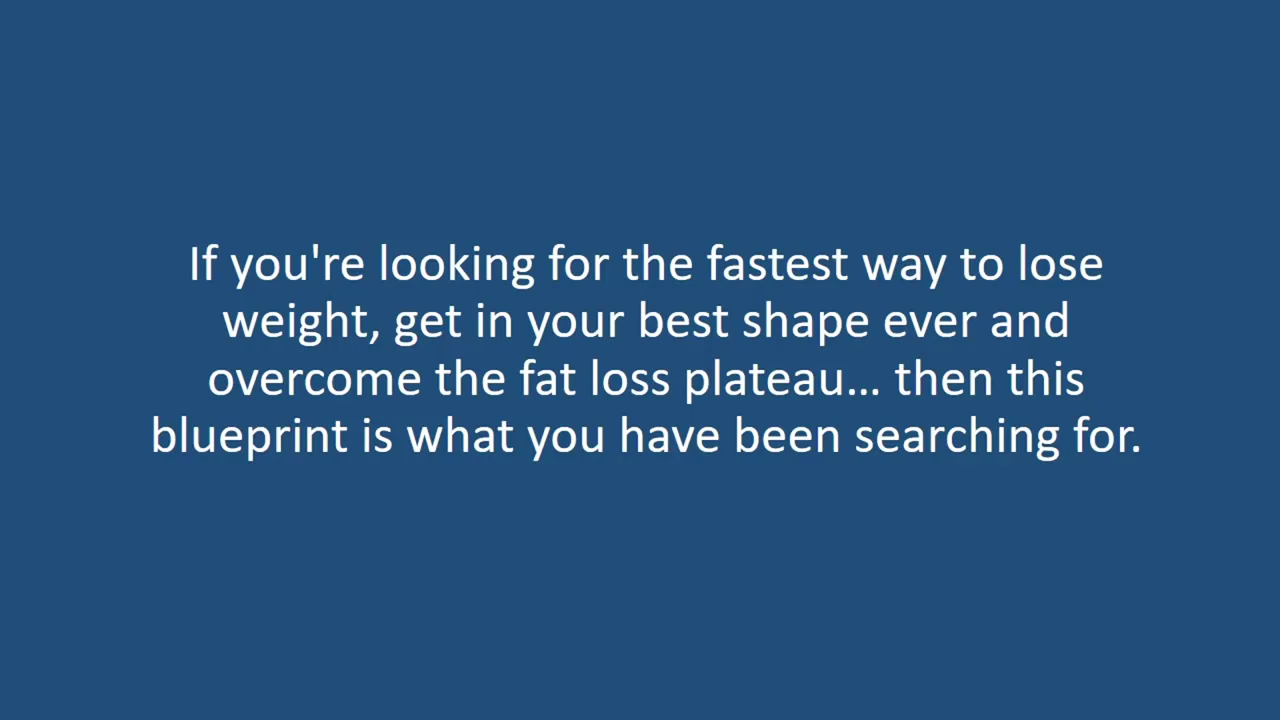 If you're looking for the fastest way to lose
weight, get in your best shape ever and
overcome the fat loss plateau… then this
blueprint is what you have been searching for.